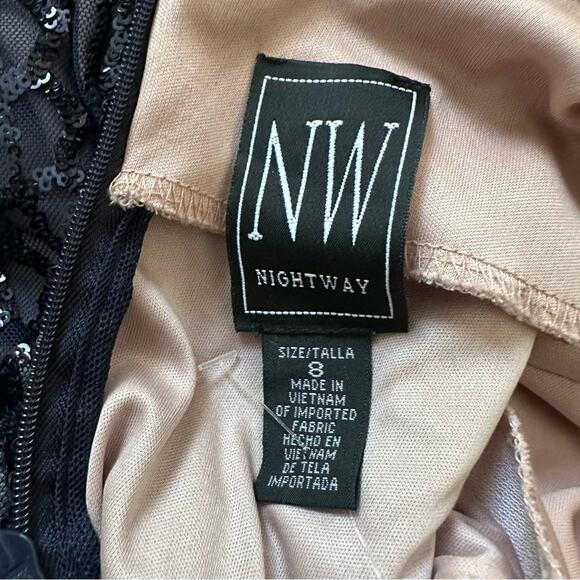 NW
NIGHTWAY
SIZE/TALLA
8
MADE IN
VIETNAM
OF IMPORTED
FABRIC
HECHO EN
VIETNAM
DE TELA
IMPORTADA